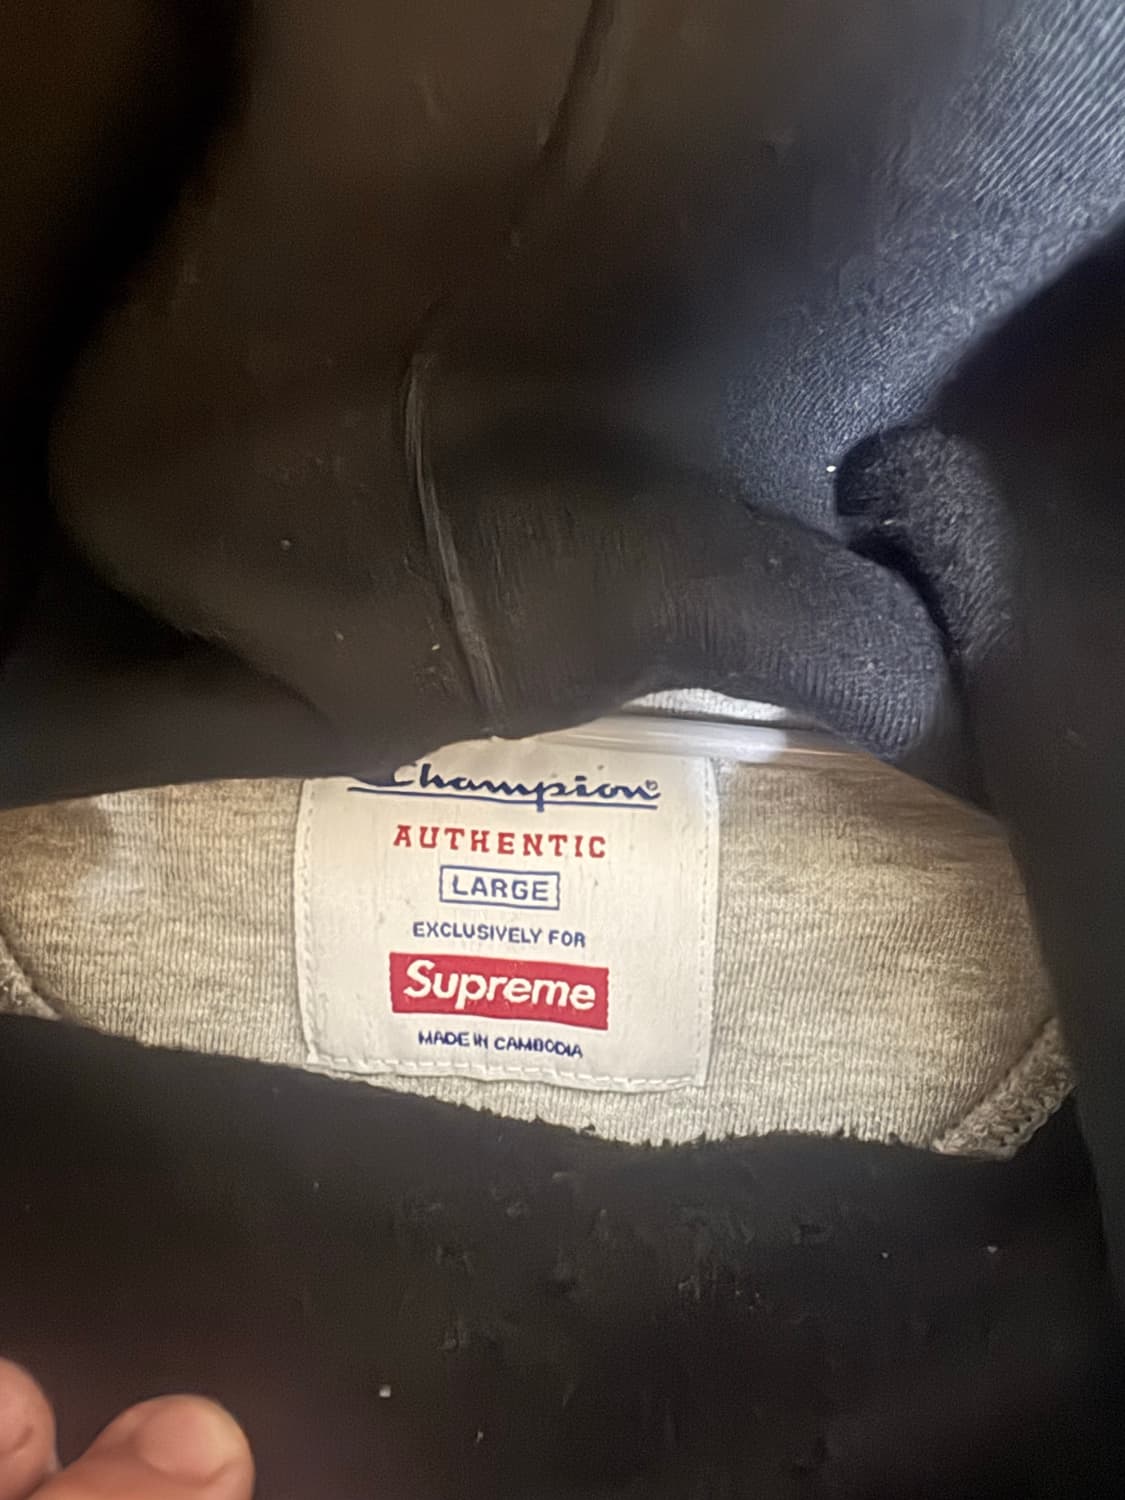 Champion®
AUTHENTIC
LARGE
EXCLUSIVELY FOR
Supreme
MADE IN CAMBODIA